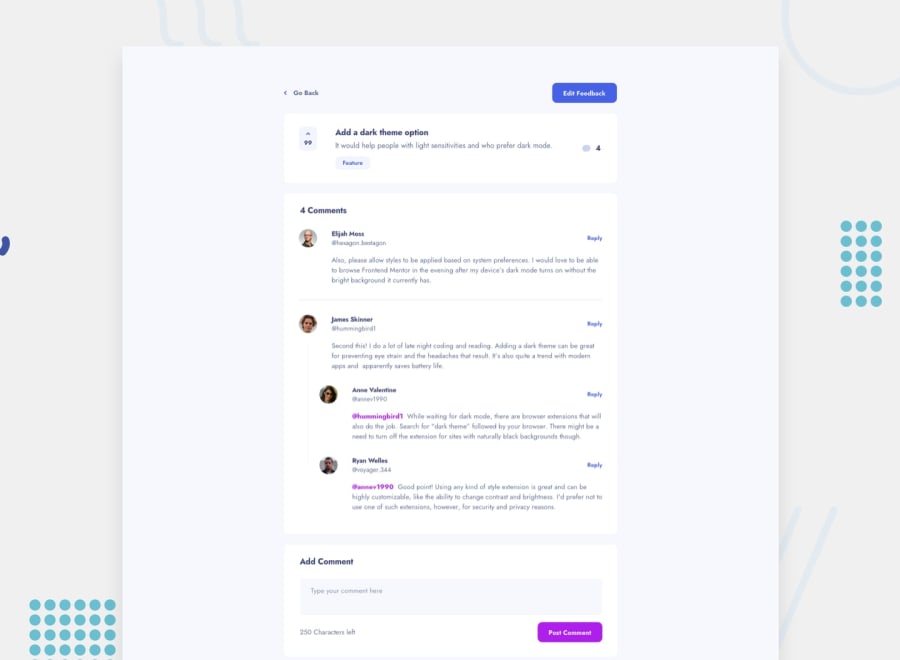 Go Back
Edit Feedback
99
Add a dark theme option
It would help people with light sensitivities and who prefer dark mode.
Feature
4
4 Comments
Elijah Moss
@hexagon.bestagon
Reply
Also, please allow styles to be applied based on system preferences. I would love to be able
to browse Frontend Mentor in the evening after my device's dark mode turns on without the
bright background it currently has.
James Skinner
@hummingbird1
Reply
Second this! I do a lot of late night coding and reading. Adding a dark theme can be great
for preventing eye strain and the headaches that result. It's also quite a trend with modern
apps and apparently saves battery life.
Anne Valentine
@annev1990
Reply
@hummingbird1 While waiting for dark mode, there are browser extensions that will
also do the job. Search for "dark theme" followed by your browser. There might be a
need to turn off the extension for sites with naturally black backgrounds though.
Ryan Welles
@voyager.344
Reply
@annev1990 Good point! Using any kind of style extension is great and can be
highly customizable, like the ability to change contrast and brightness. I'd prefer not to
use one of such extensions, however, for security and privacy reasons.
Add Comment
Type your comment here
250 Characters left
Post Comment